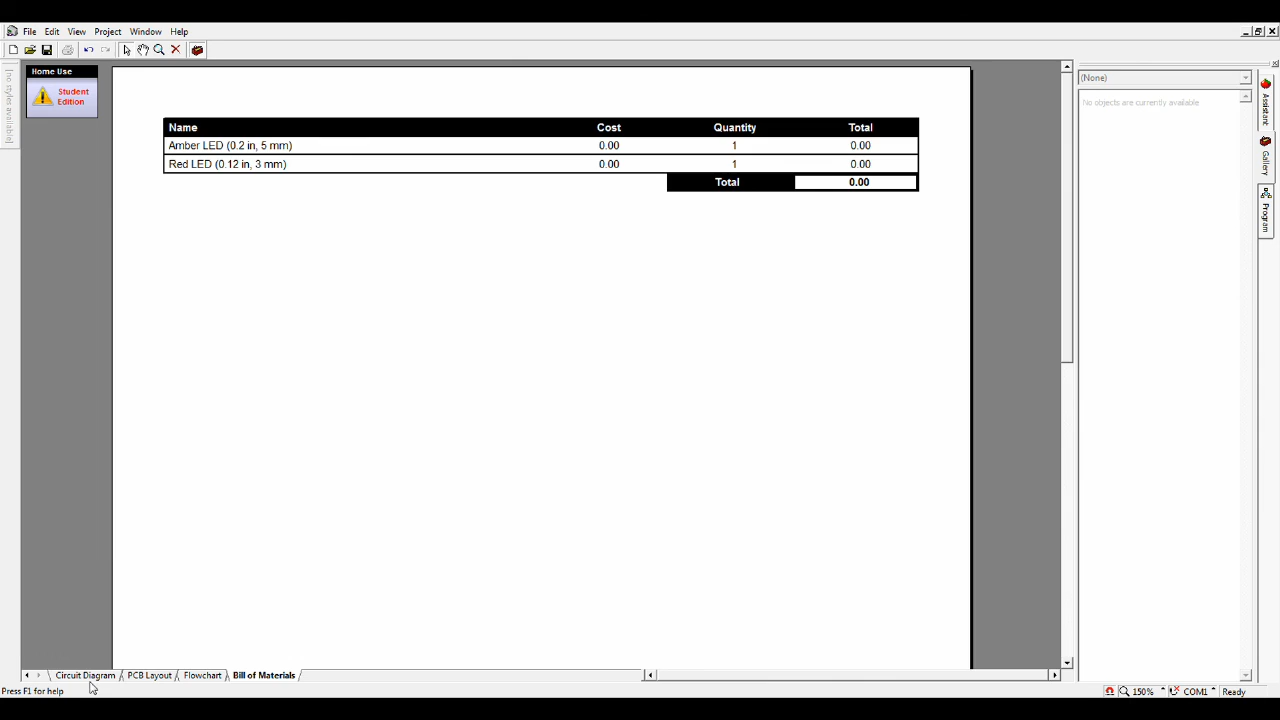 File Edit View Project Window Help
[no styles available]
Home Use
Student
Edition
Name Cost Quantity Total
Amber LED (0.2 in, 5 mm) 0.00 1 0.00
Red LED (0.12 in, 3 mm) 0.00 1 0.00
Total 0.00
(None)
No objects are currently available
Assistant
Gallery
Program
Circuit Diagram PCB Layout Flowchart Bill of Materials
Press F1 for help 150% COM1 Ready